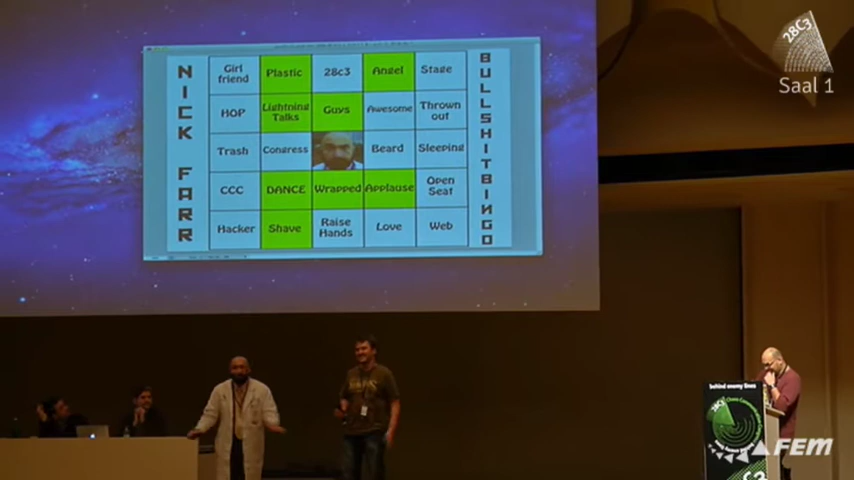 28C3
Saal 1
NICK FARR
BULLSHITBINGO
Girl
friend
Plastic
28c3
Angel
Stage
HOP
Lightning
Talks
Guys
Awesome
Thrown
out
Trash
Congress
Beard
Sleeping
CCC
DANCE
Wrapped
Applause
Open
Seat
Hacker
Shave
Raise
Hands
Love
Web
behind enemy lines
28C3
FEM